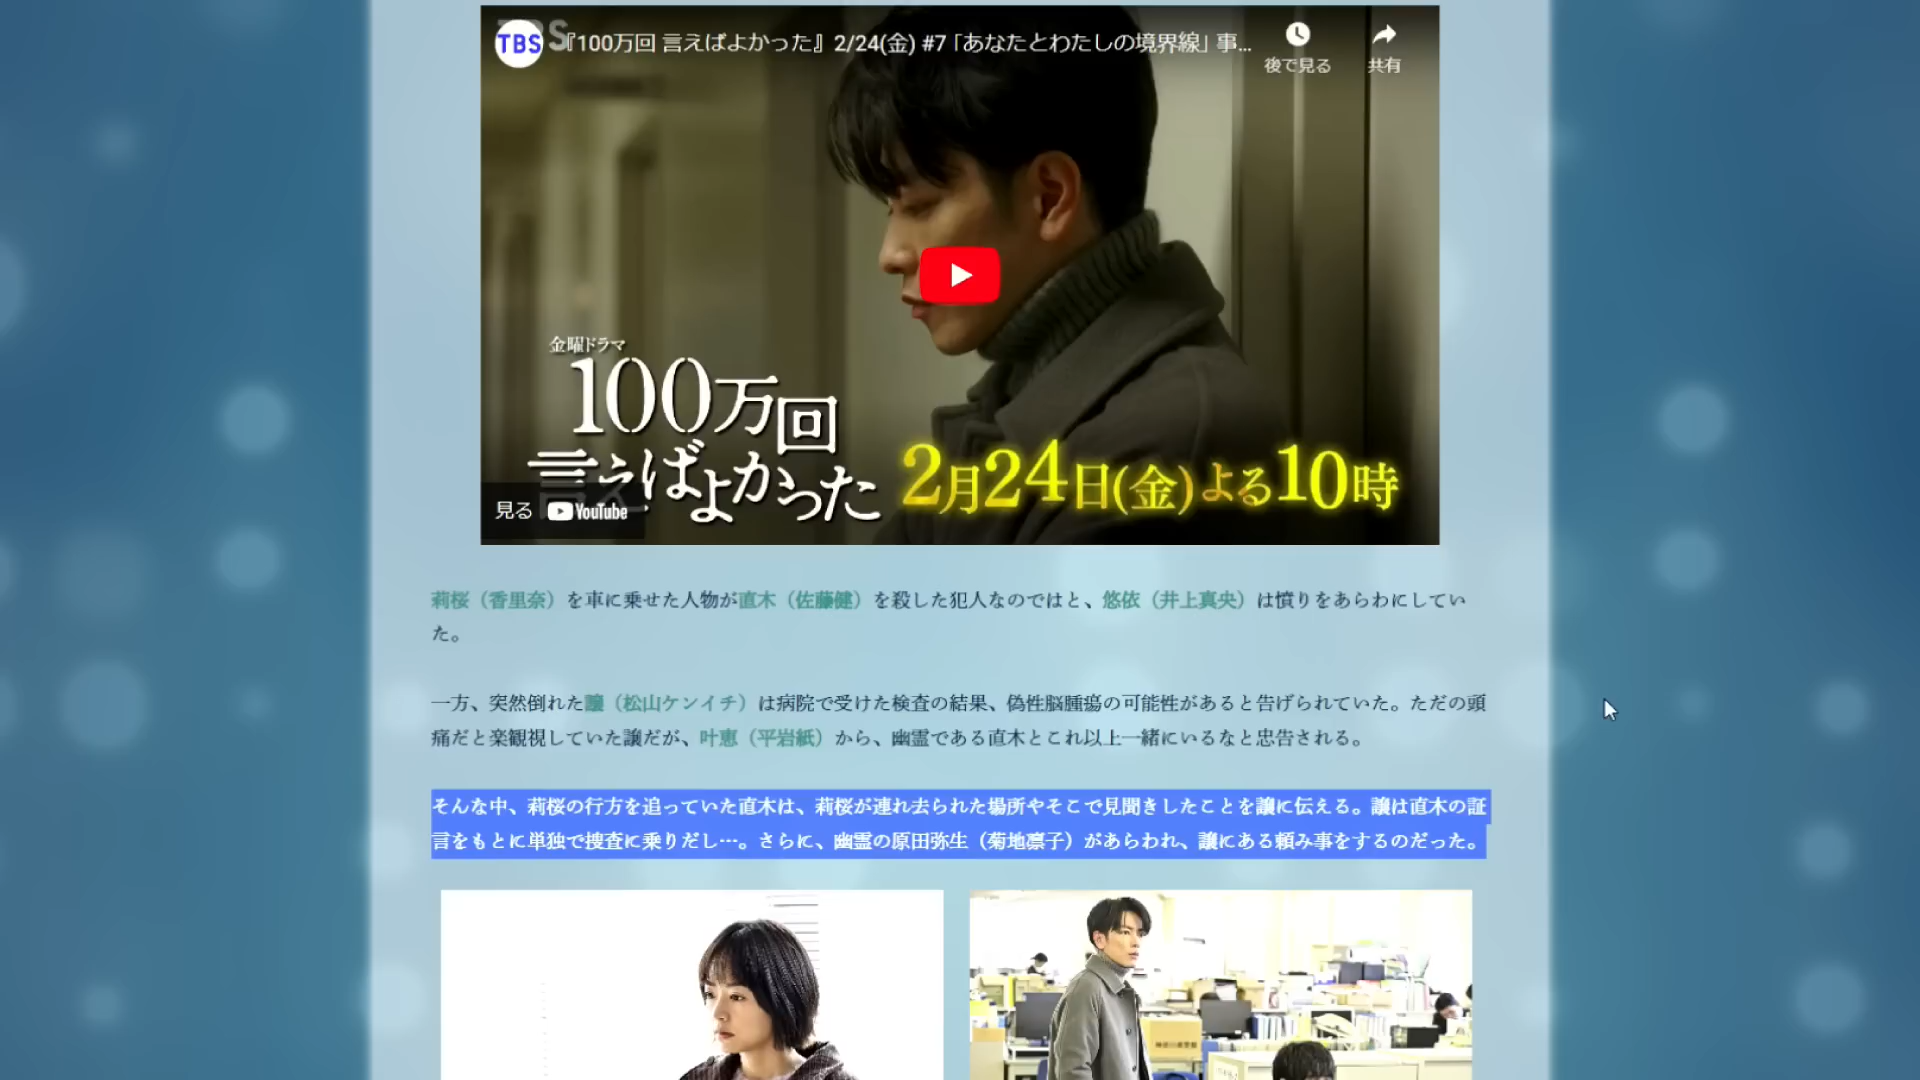 TBS
『100万回 言えばよかった』2/24(金) #7「あなたとわたしの境界線」事...
後で見る
共有
金曜ドラマ
100万回
言えばよかった
2月24日(金)よる10時
見る YouTube
莉桜（香里奈）を車に乗せた人物が直木（佐藤健）を殺した犯人なのではと、悠依（井上真央）は憤りをあらわにしてい
た。
一方、突然倒れた譲（松山ケンイチ）は病院で受けた検査の結果、偽性脳腫瘍の可能性があると告げられていた。ただの頭
痛だと楽観視していた譲だが、叶恵（平岩紙）から、幽霊である直木とこれ以上一緒にいるなと忠告される。
そんな中、莉桜の行方を追っていた直木は、莉桜が連れ去られた場所やそこで見聞きしたことを譲に伝える。譲は直木の証
言をもとに単独で捜査に乗りだし…。さらに、幽霊の原田弥生（菊地凛子）があらわれ、譲にある頼み事をするのだった。